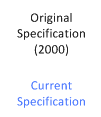 Original
Specification
(2000)
Current
Specification